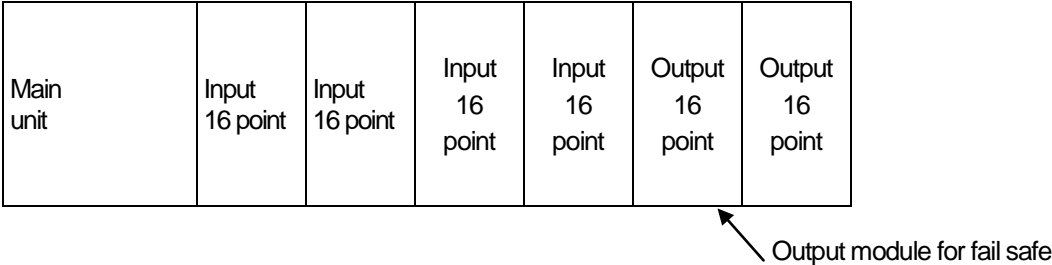 Main
unit
Input
16 point
Input
16 point
Input
16
point
Input
16
point
Output
16
point
Output
16
point
Output module for fail safe